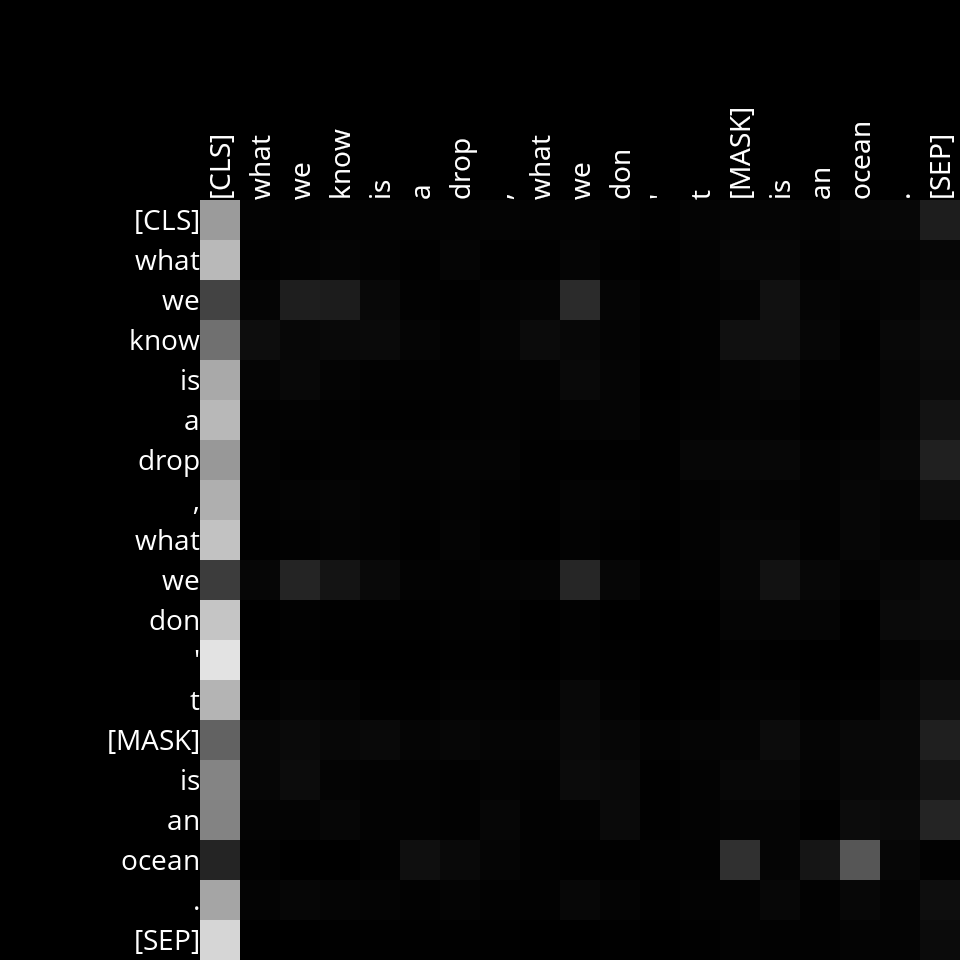 [CLS] what we know is a drop , what we don ' t [MASK] is an ocean . [SEP]
[CLS]
what
we
know
is
a
drop
,
what
we
don
'
t
[MASK]
is
an
ocean
.
[SEP]